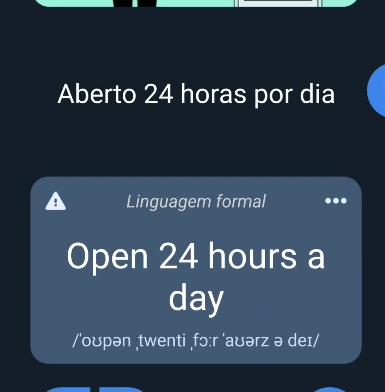 Aberto 24 horas por dia
Linguagem formal
Open 24 hours a
day
/ˈoʊpən ˌtwenti ˌfɔːr ˈaʊərz ə deɪ/